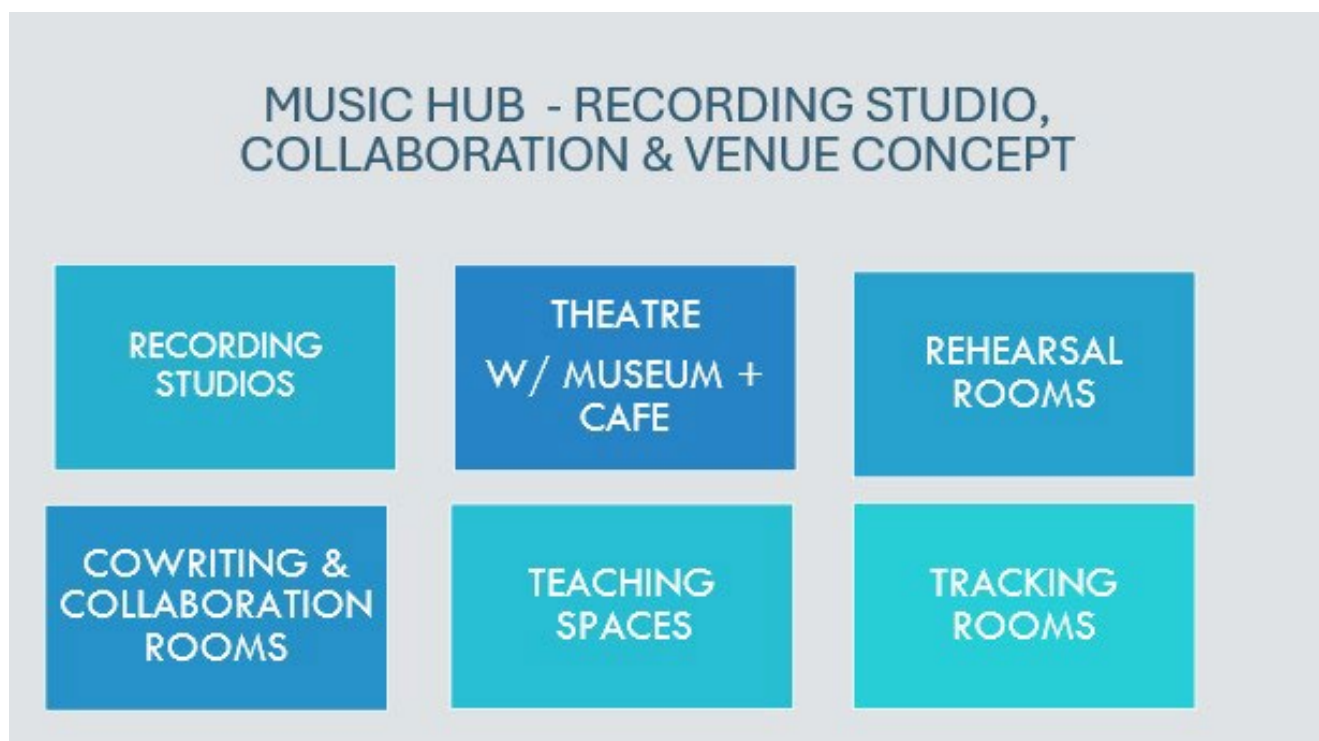 MUSIC HUB - RECORDING STUDIO,
COLLABORATION & VENUE CONCEPT
RECORDING
STUDIOS
THEATRE
W/ MUSEUM +
CAFE
REHEARSAL
ROOMS
COWRITING &
COLLABORATION
ROOMS
TEACHING
SPACES
TRACKING
ROOMS